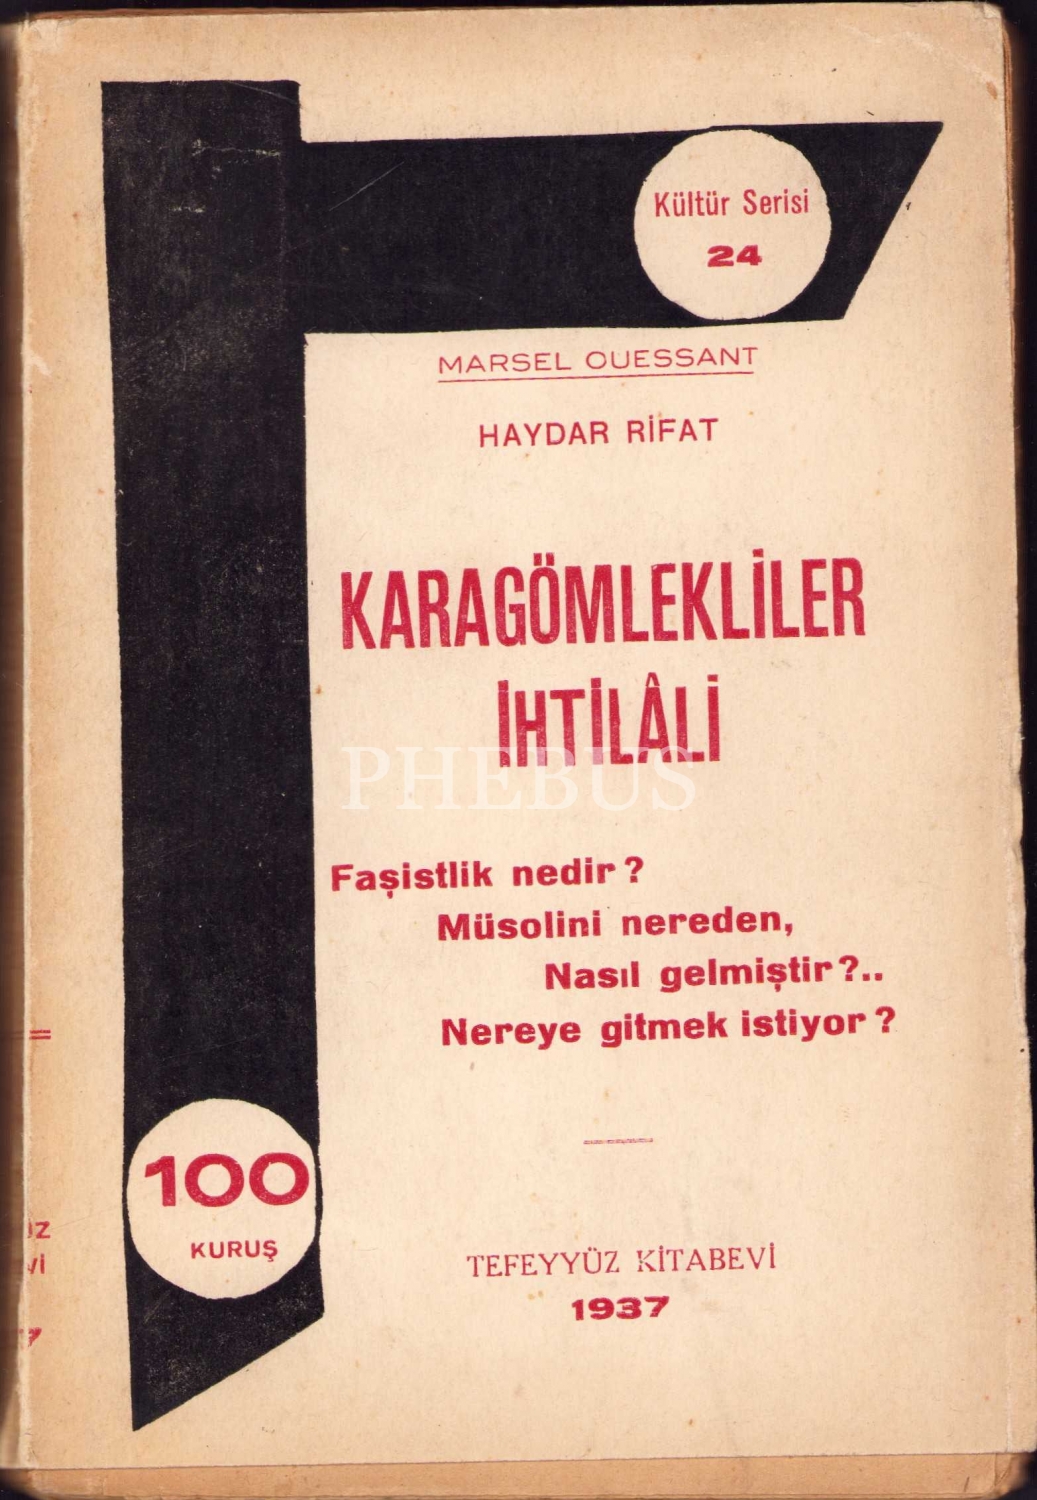 Kültür Serisi
24
MARSEL OUESSANT
HAYDAR RİFAT
KARAGÖMLEKLİLER
İHTİLÂLİ
PHEBUS
Faşistlik nedir?
Müsolini nereden,
Nasıl gelmiştir?..
Nereye gitmek istiyor?
100
KURUŞ
TEFEYYÜZ KİTABEVİ
1937